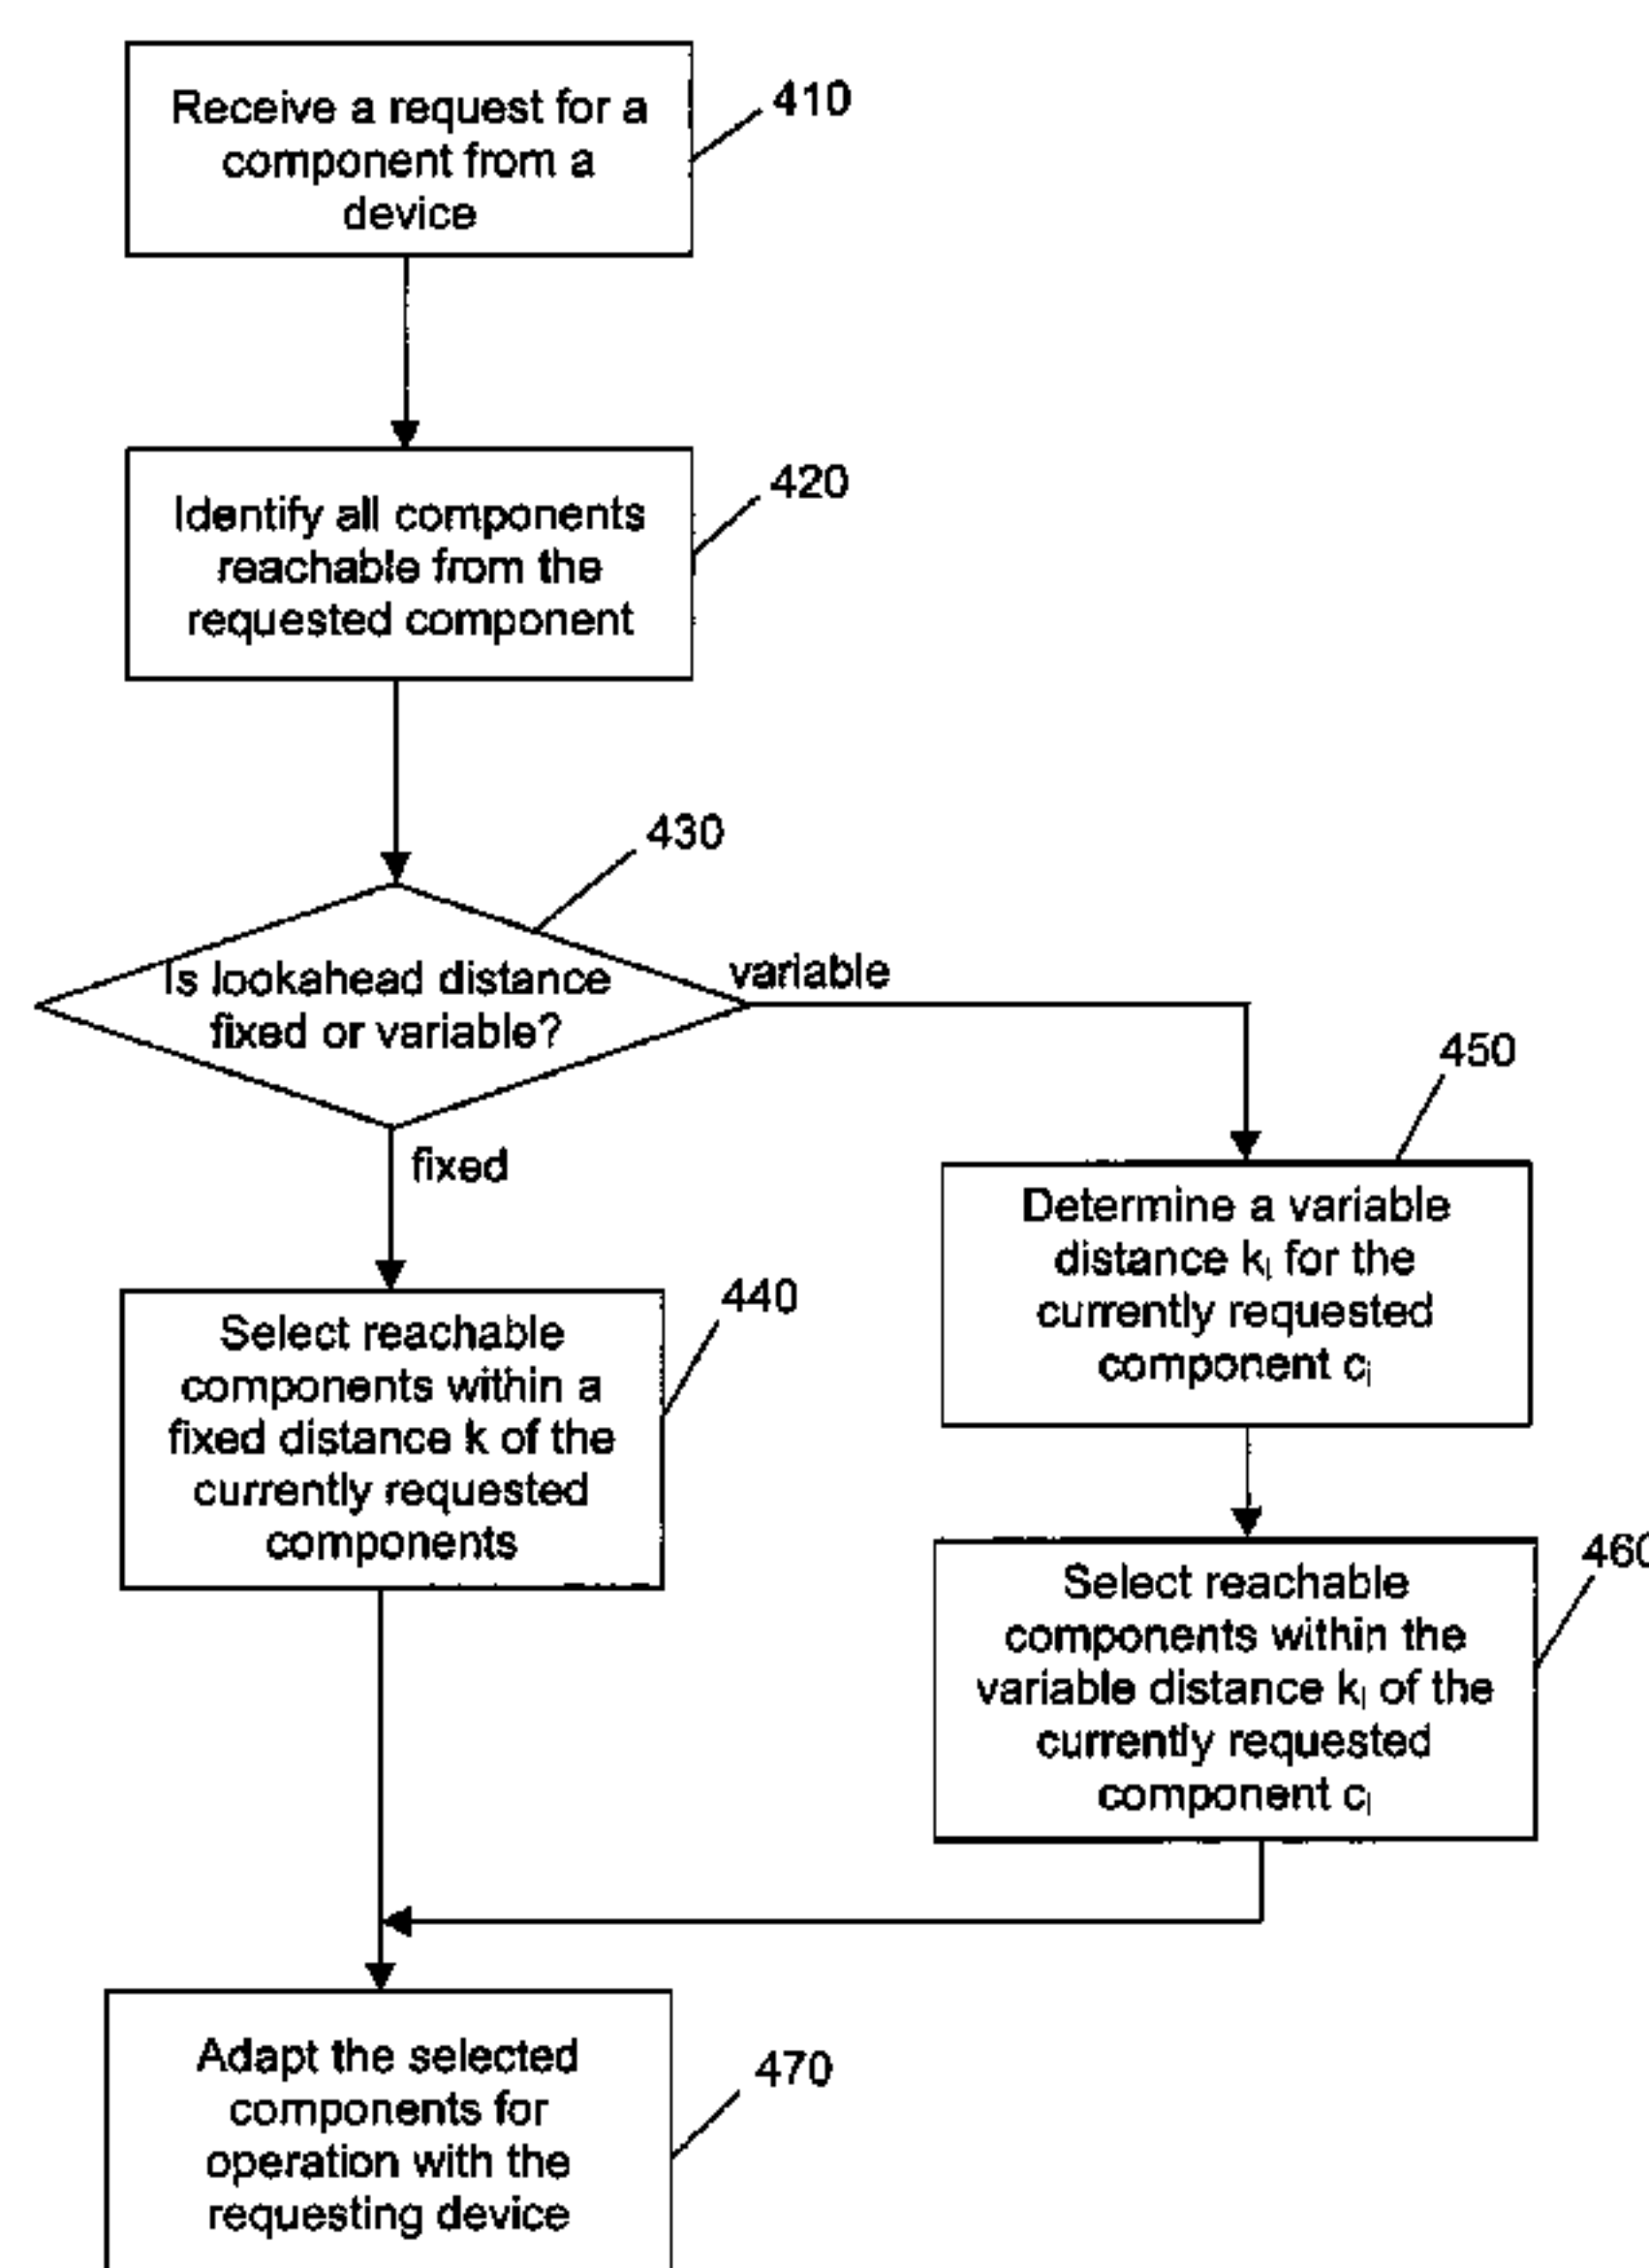 Receive a request for a
component from a
device
410
Identify all components
reachable from the
requested component
420
430
Is lookahead distance
fixed or variable?
variable
fixed
450
Determine a variable
distance ki for the
currently requested
component ci
440
Select reachable
components within a
fixed distance k of the
currently requested
components
460
Select reachable
components within the
variable distance ki of the
currently requested
component ci
Adapt the selected
components for
operation with the
requesting device
470